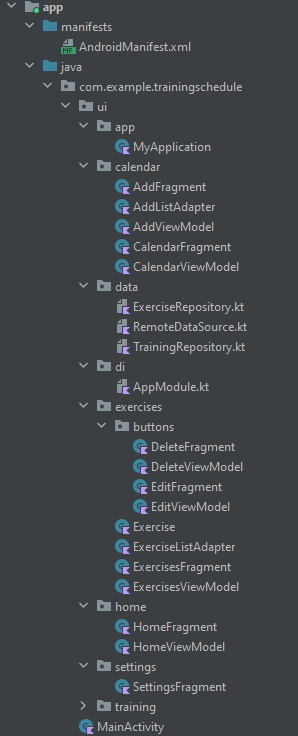 app
manifests
MF AndroidManifest.xml
java
com.example.trainingschedule
ui
app
MyApplication
calendar
AddFragment
AddListAdapter
AddViewModel
CalendarFragment
CalendarViewModel
data
ExerciseRepository.kt
RemoteDataSource.kt
TrainingRepository.kt
di
AppModule.kt
exercises
buttons
DeleteFragment
DeleteViewModel
EditFragment
EditViewModel
Exercise
ExerciseListAdapter
ExercisesFragment
ExercisesViewModel
home
HomeFragment
HomeViewModel
settings
SettingsFragment
training
MainActivity